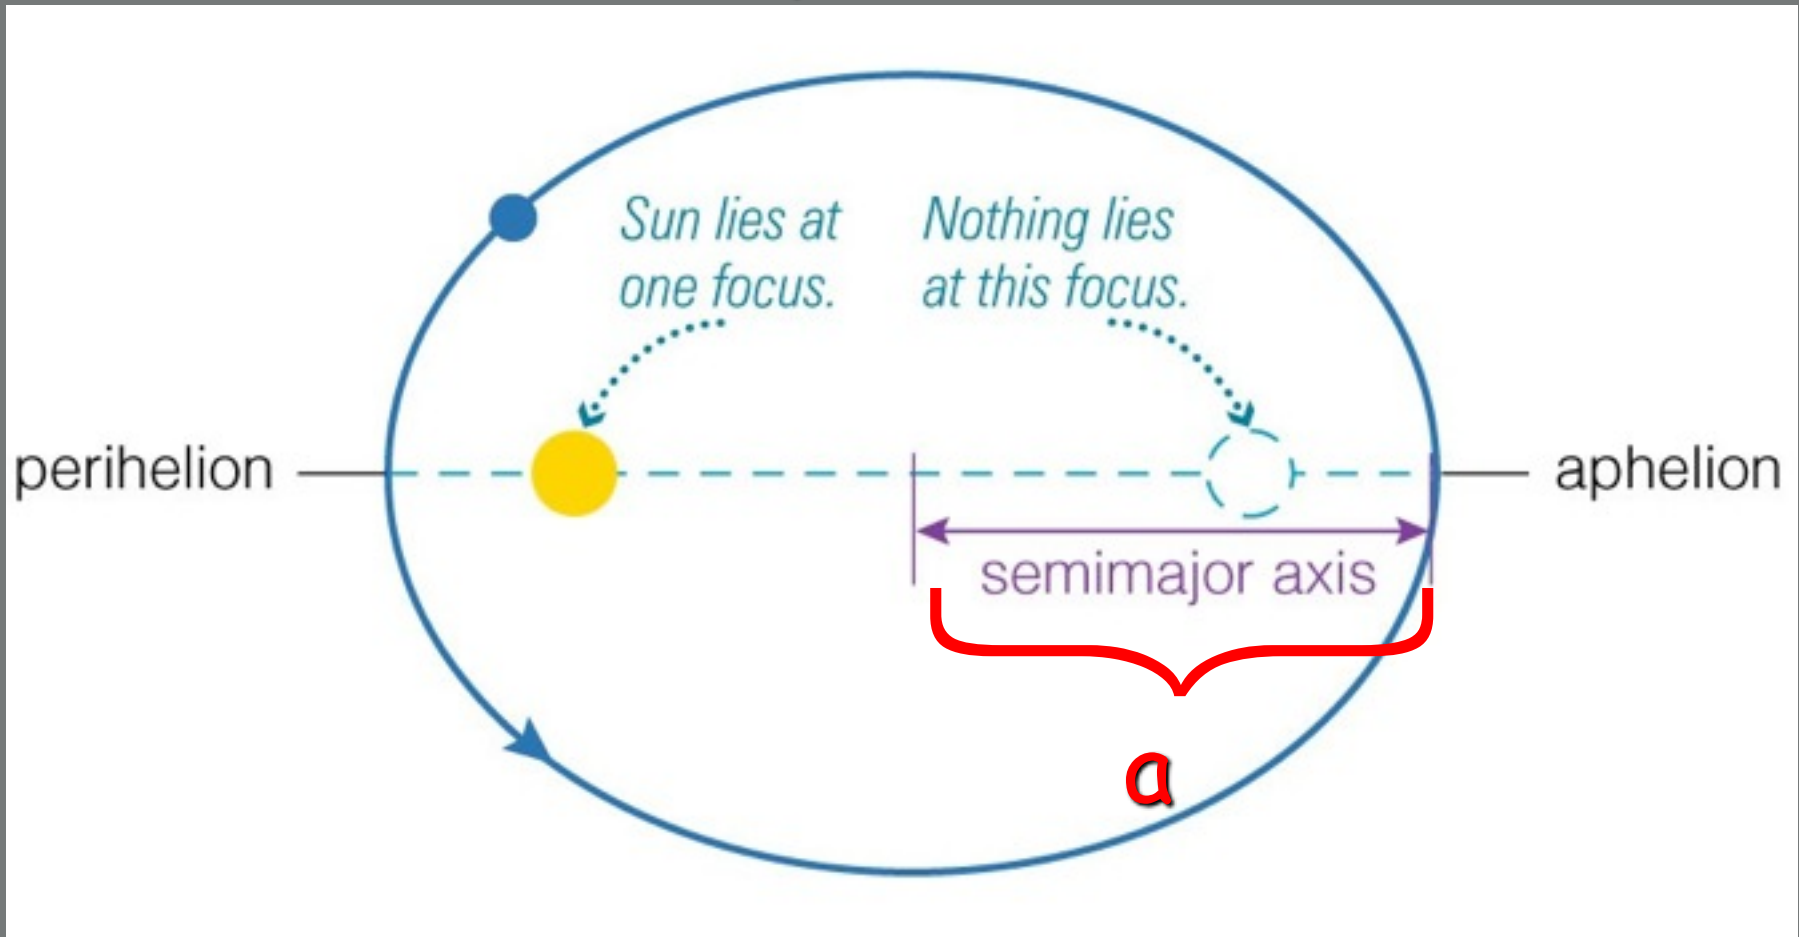 Sun lies at
one focus.
Nothing lies
at this focus.
perihelion
aphelion
semimajor axis
a